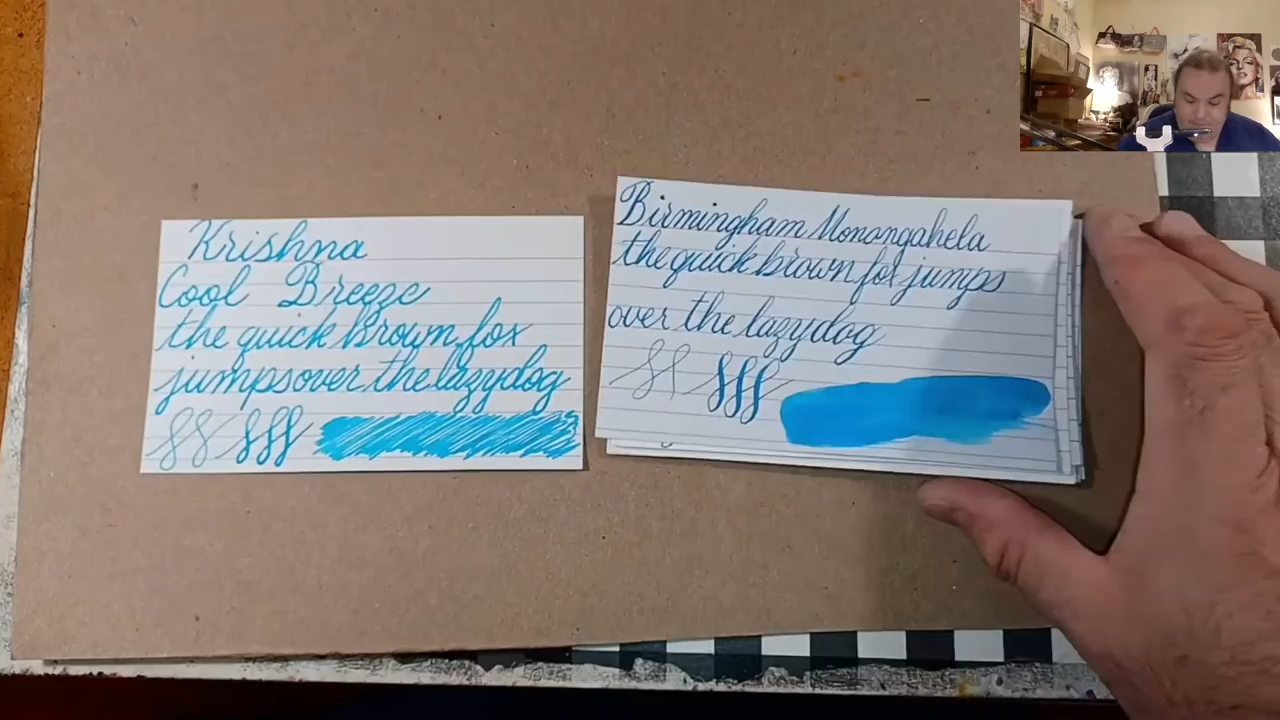 Krishna
Cool Breeze
the quick brown fox
jumpsover the lazydog
Birmingham Monongahela
the quick brown fox jumps
over the lazydog